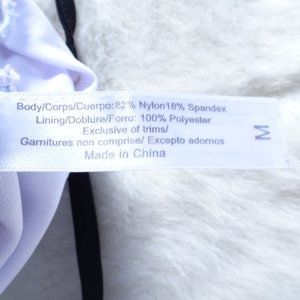 Body/Corps/Cuerpo:82% Nylon18% Spandex
Lining/Doblure/Forro: 100% Polyester
Exclusive of trims/
Garnitures non comprise/ Excepto adornos
Made in China
M